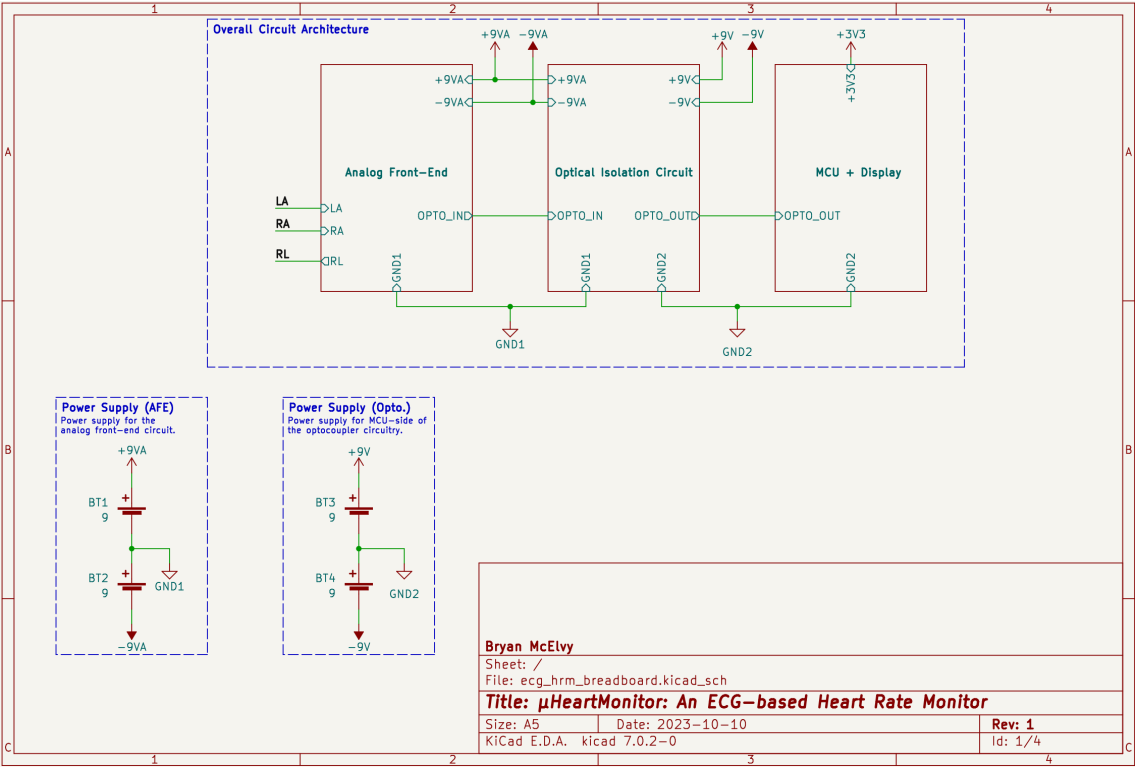 1 2 3 4
Overall Circuit Architecture
+9VA -9VA +9V -9V +3V3
+9VA +9VA +9V +3V3
-9VA -9VA -9V
A A
Analog Front-End Optical Isolation Circuit MCU + Display
LA LA
OPTO_IN OPTO_IN OPTO_OUT OPTO_OUT
RA RA
RL RL
GND1 GND1 GND2 GND2
GND1 GND2
Power Supply (AFE)
Power supply for the
analog front-end circuit.
Power Supply (Opto.)
Power supply for MCU-side of
the optocoupler circuitry.
B B
+9VA +9V
+ +
BT1 BT3
9 9
+ +
BT2 BT4
9 9
GND1 GND2
-9VA -9V
Bryan McElvy
Sheet: /
File: ecg_hrm_breadboard.kicad_sch
Title: μHeartMonitor: An ECG-based Heart Rate Monitor
Size: A5 Date: 2023-10-10 Rev: 1
KiCad E.D.A. kicad 7.0.2-0 Id: 1/4
C C
1 2 3 4